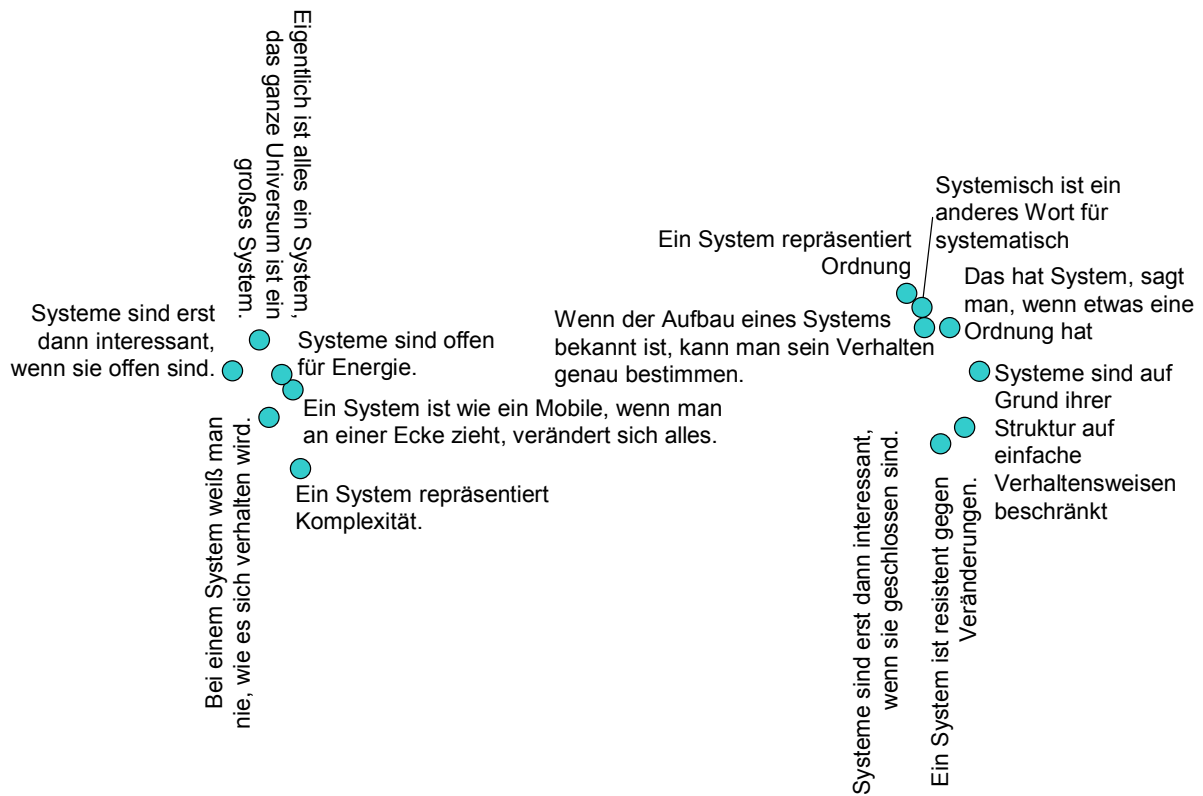 Eigentlich ist alles ein System,
das ganze Universum ist ein
großes System.
Systeme sind erst
dann interessant,
wenn sie offen sind.
Systeme sind offen
für Energie.
Ein System ist wie ein Mobile, wenn man
an einer Ecke zieht, verändert sich alles.
Bei einem System weiß man
nie, wie es sich verhalten wird.
Ein System repräsentiert
Komplexität.
Systemisch ist ein
anderes Wort für
systematisch
Ein System repräsentiert
Ordnung
Das hat System, sagt
man, wenn etwas eine
Ordnung hat
Wenn der Aufbau eines Systems
bekannt ist, kann man sein Verhalten
genau bestimmen.
Systeme sind auf
Grund ihrer
Struktur auf
einfache
Verhaltensweisen
beschränkt
Systeme sind erst dann interessant,
wenn sie geschlossen sind.
Ein System ist resistent gegen
Veränderungen.